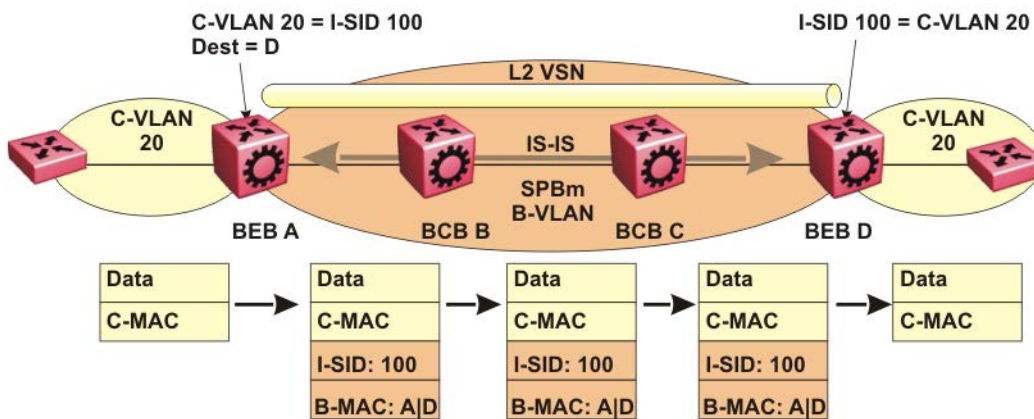 C-VLAN 20 = I-SID 100
Dest = D
I-SID 100 = C-VLAN 20
L2 VSN
C-VLAN
20
IS-IS
C-VLAN
20
SPBm
B-VLAN
BEB A
BCB B
BCB C
BEB D
Data
C-MAC
Data
C-MAC
I-SID: 100
B-MAC: A|D
Data
C-MAC
I-SID: 100
B-MAC: A|D
Data
C-MAC
I-SID: 100
B-MAC: A|D
Data
C-MAC